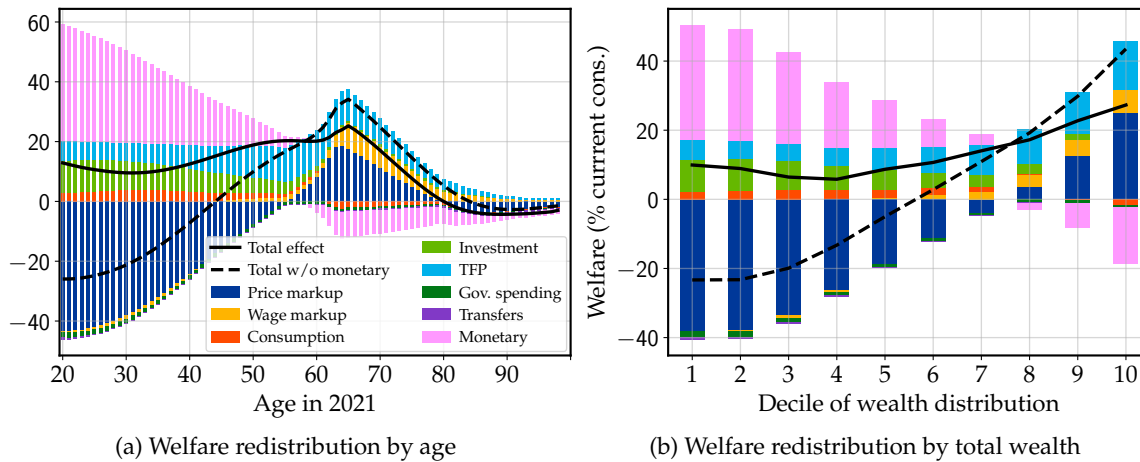 60
40
20
0
−20
−40
20 30 40 50 60 70 80 90
Age in 2021
Total effect
Total w/o monetary
Price markup
Wage markup
Consumption
Investment
TFP
Gov. spending
Transfers
Monetary
(a) Welfare redistribution by age
Welfare (% currrent cons.)
40
20
0
−20
−40
1 2 3 4 5 6 7 8 9 10
Decile of wealth distribution
(b) Welfare redistribution by total wealth